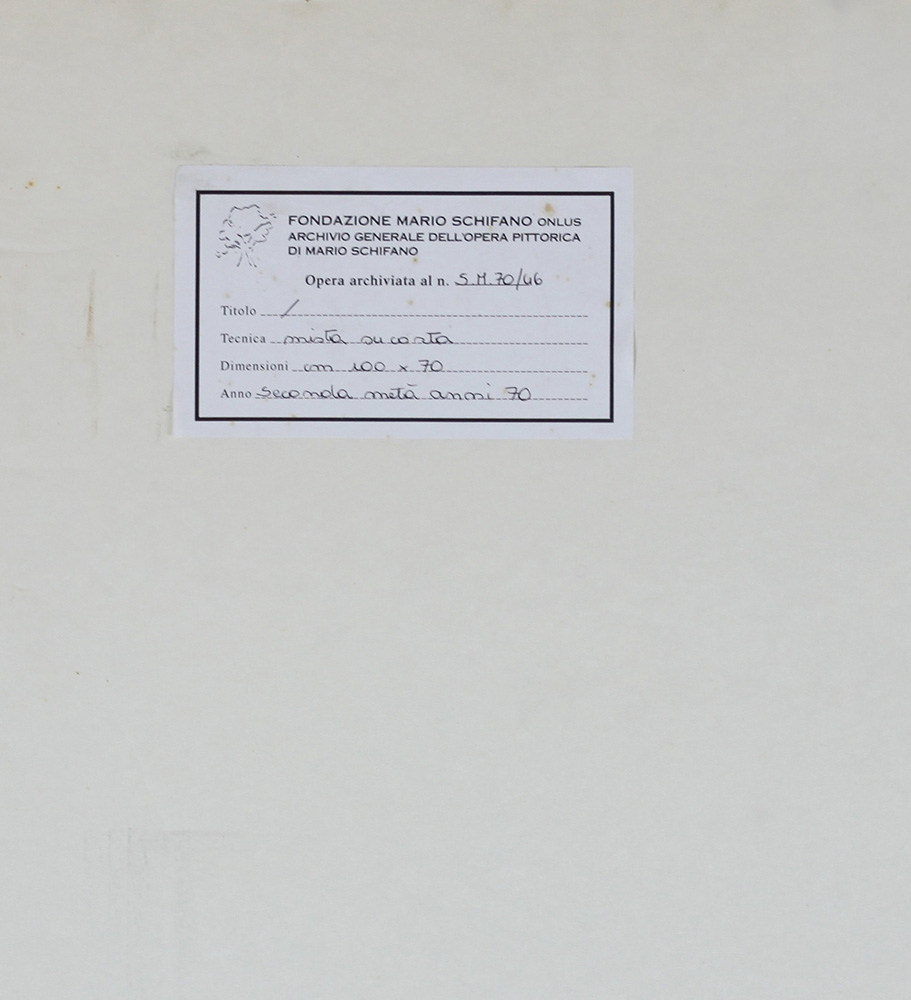 FONDAZIONE MARIO SCHIFANO ONLUS
ARCHIVIO GENERALE DELL'OPERA PITTORICA
DI MARIO SCHIFANO
Opera archiviata al n. S.M.70/46
Titolo /
Tecnica mista su carta
Dimensioni cm 100 x 70
Anno Seconda metà anni 70